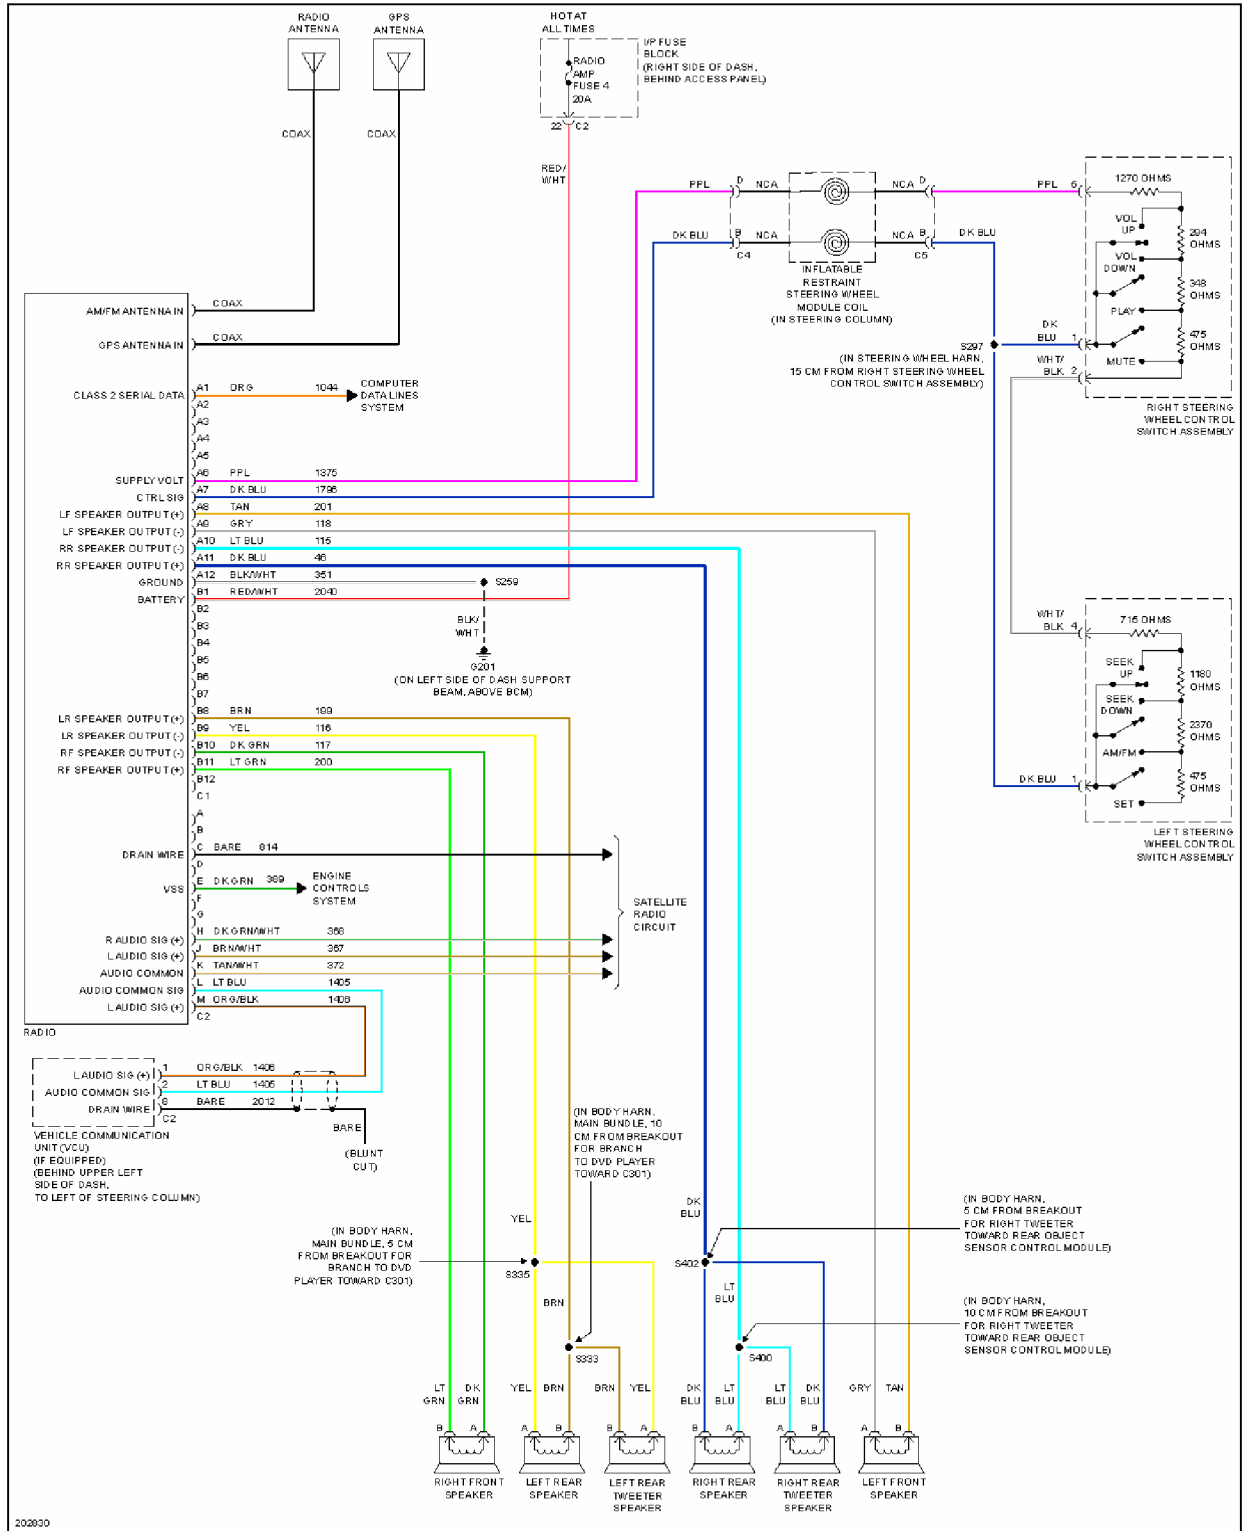 RADIO
ANTENNA
GPS
ANTENNA
HOT AT
ALL TIMES
I/P FUSE
BLOCK
(RIGHT SIDE OF DASH,
BEHIND ACCESS PANEL)
RADIO
AMP
FUSE 4
20A
22 C2
COAX
COAX
RED/
WHT
PPL D NCA NCA D PPL 6
DK BLU B NCA NCA B DK BLU
C4 C5
INFLATABLE
RESTRAINT
STEERING WHEEL
MODULE COIL
(IN STEERING COLUMN)
1270 OHMS
VOL
UP
294
OHMS
VOL
DOWN
348
OHMS
PLAY
475
OHMS
MUTE
DK
BLU 1
WHT/
BLK 2
S297
(IN STEERING WHEEL HARN,
15 CM FROM RIGHT STEERING WHEEL
CONTROL SWITCH ASSEMBLY)
RIGHT STEERING
WHEEL CONTROL
SWITCH ASSEMBLY
AM/FM ANTENNA IN COAX
GPS ANTENNA IN COAX
CLASS 2 SERIAL DATA A1 ORG 1044
COMPUTER
DATA LINES
SYSTEM
A2
A3
A4
A5
SUPPLY VOLT A6 PPL 1375
CTRL SIG A7 DK BLU 1796
LF SPEAKER OUTPUT (+) A8 TAN 201
LF SPEAKER OUTPUT (-) A9 GRY 118
RR SPEAKER OUTPUT (-) A10 LT BLU 115
RR SPEAKER OUTPUT (+) A11 DK BLU 46
GROUND A12 BLK/WHT 351 S259
BATTERY B1 RED/WHT 2040
B2
B3
B4
B5
B6
B7
BLK/
WHT
G201
(ON LEFT SIDE OF DASH SUPPORT
BEAM, ABOVE BCM)
LR SPEAKER OUTPUT (+) B8 BRN 199
LR SPEAKER OUTPUT (-) B9 YEL 116
RF SPEAKER OUTPUT (-) B10 DK GRN 117
RF SPEAKER OUTPUT (+) B11 LT GRN 200
B12
C1
WHT/
BLK 4
715 OHMS
SEEK
UP
1180
OHMS
SEEK
DOWN
2370
OHMS
AM/FM
475
OHMS
SET
DK BLU 1
LEFT STEERING
WHEEL CONTROL
SWITCH ASSEMBLY
A
B
DRAIN WIRE C BARE 814
D
VSS E DK GRN 389
ENGINE
CONTROLS
SYSTEM
F
G
R AUDIO SIG (+) H DK GRN/WHT 368
L AUDIO SIG (+) J BRN/WHT 367
AUDIO COMMON K TAN/WHT 372
AUDIO COMMON SIG L LT BLU 1405
L AUDIO SIG (+) M ORG/BLK 1406
C2
SATELLITE
RADIO
CIRCUIT
RADIO
L AUDIO SIG (+) 1 ORG/BLK 1406
AUDIO COMMON SIG 2 LT BLU 1405
DRAIN WIRE 8 BARE 2012
C2
BARE
(BLUNT
CUT)
VEHICLE COMMUNICATION
UNIT (VCU)
(IF EQUIPPED)
(BEHIND UPPER LEFT
SIDE OF DASH,
TO LEFT OF STEERING COLUMN)
(IN BODY HARN,
MAIN BUNDLE, 10
CM FROM BREAKOUT
FOR BRANCH
TO DVD PLAYER
TOWARD C301)
(IN BODY HARN,
MAIN BUNDLE, 5 CM
FROM BREAKOUT FOR
BRANCH TO DVD
PLAYER TOWARD C301)
YEL
S335
BRN
S333
DK
BLU
S402
LT
BLU
S400
(IN BODY HARN,
5 CM FROM BREAKOUT
FOR RIGHT TWEETER
TOWARD REAR OBJECT
SENSOR CONTROL MODULE)
(IN BODY HARN,
10 CM FROM BREAKOUT
FOR RIGHT TWEETER
TOWARD REAR OBJECT
SENSOR CONTROL MODULE)
LT
GRN
DK
GRN
YEL BRN BRN YEL
DK
BLU
LT
BLU
LT
BLU
DK
BLU
GRY TAN
B A A B B A B A A B A B
RIGHT FRONT
SPEAKER
LEFT REAR
SPEAKER
LEFT REAR
TWEETER
SPEAKER
RIGHT REAR
SPEAKER
RIGHT REAR
TWEETER
SPEAKER
LEFT FRONT
SPEAKER
202830